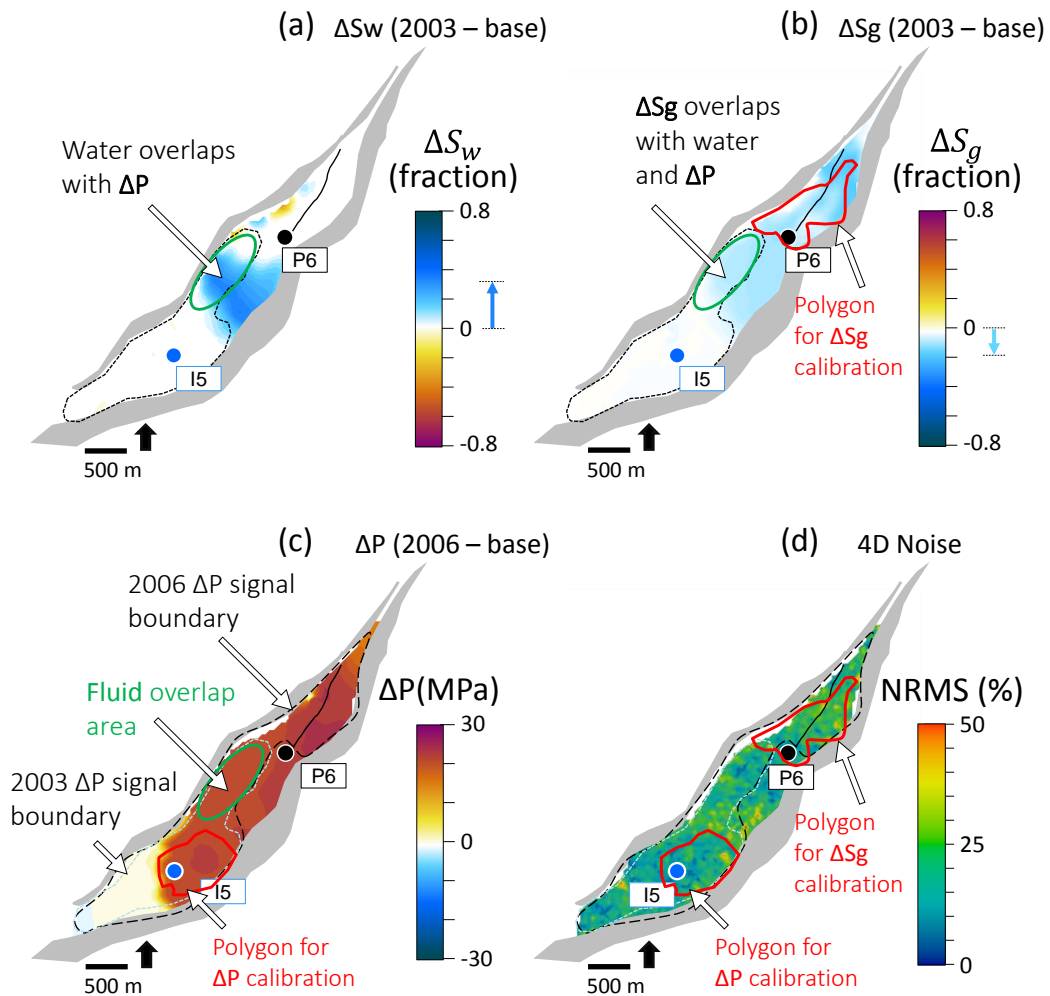 (a) ΔSw (2003 – base)
Water overlaps
with ΔP
ΔSw
(fraction)
0.8
0
-0.8
P6
I5
500 m
(b) ΔSg (2003 – base)
ΔSg overlaps
with water
and ΔP
ΔSg
(fraction)
0.8
0
-0.8
P6
Polygon
for ΔSg
calibration
I5
500 m
(c) ΔP (2006 – base)
2006 ΔP signal
boundary
Fluid overlap
area
2003 ΔP signal
boundary
ΔP(MPa)
30
0
-30
P6
I5
Polygon for
ΔP calibration
500 m
(d) 4D Noise
NRMS (%)
50
25
0
P6
Polygon
for ΔSg
calibration
I5
Polygon for
ΔP calibration
500 m